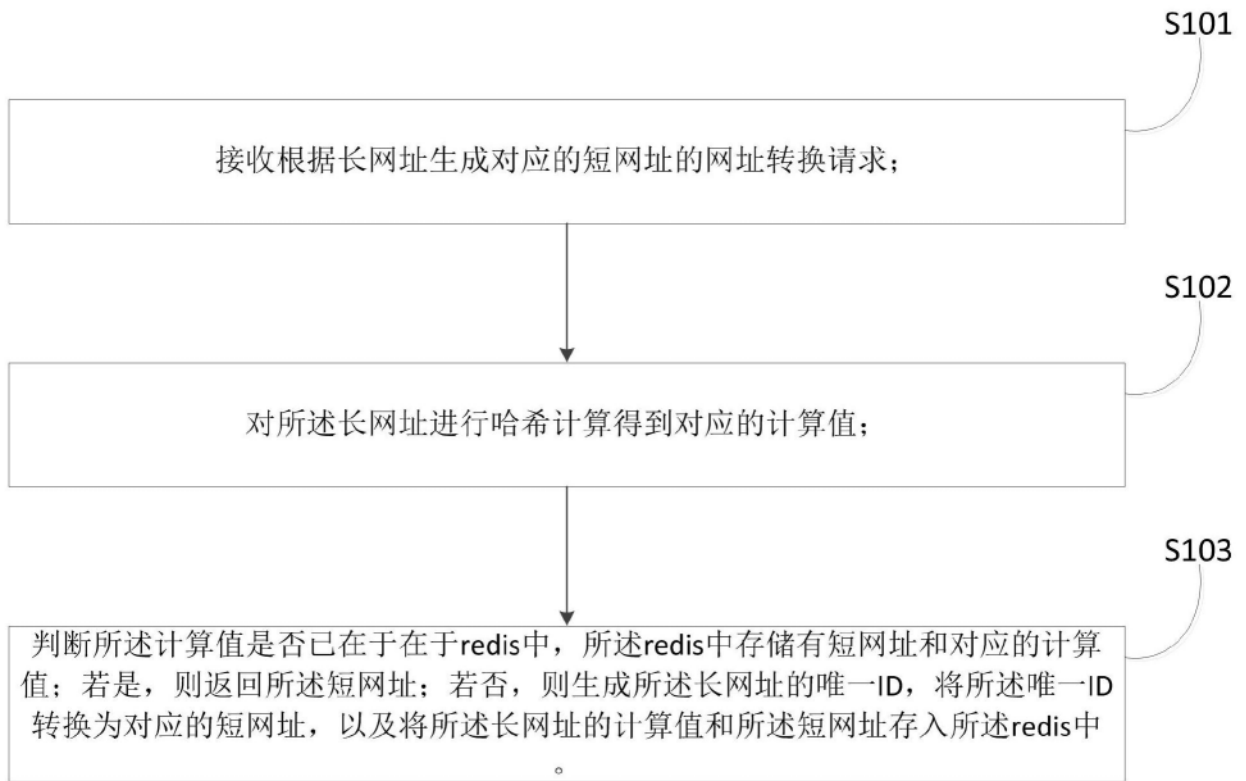 S101
接收根据长网址生成对应的短网址的网址转换请求；
S102
对所述长网址进行哈希计算得到对应的计算值；
S103
判断所述计算值是否已在于在于redis中，所述redis中存储有短网址和对应的计算
值；若是，则返回所述短网址；若否，则生成所述长网址的唯一ID，将所述唯一ID
转换为对应的短网址，以及将所述长网址的计算值和所述短网址存入所述redis中
。